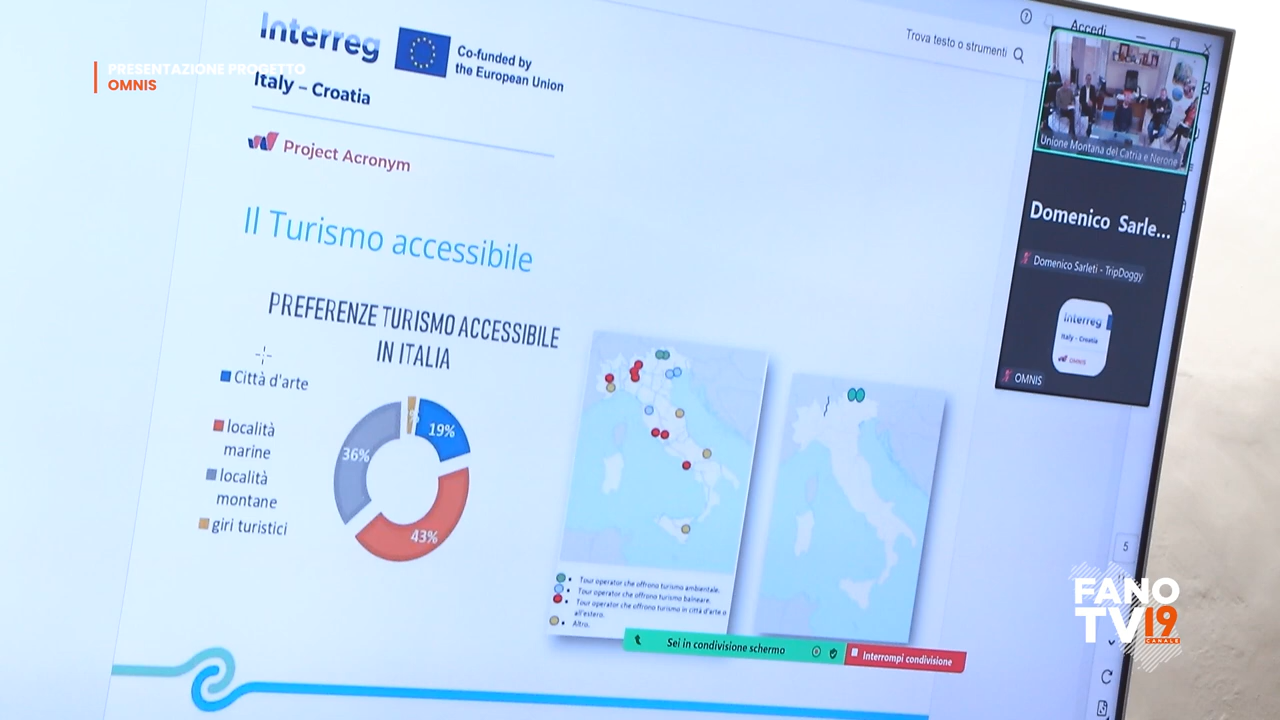 PRESENTAZIONE PROGETTO
OMNIS
Interreg
Co-funded by
the European Union
Italy – Croatia
Project Acronym
Il Turismo accessibile
PREFERENZE TURISMO ACCESSIBILE
IN ITALIA
Città d'arte
località
marine
località
montane
giri turistici
19%
36%
43%
Tour operator che offrono turismo ambientale.
Tour operator che offrono turismo balneare.
Tour operator che offrono turismo in città d'arte o
all'estero.
Altro.
Sei in condivisione schermo
Interrompi condivisione
Trova testo o strumenti
Accedi
Unione Montana del Catria e Nerone
Domenico Sarle...
Domenico Sarleti - TripDoggy
Interreg
Italy - Croatia
OMNIS
OMNIS
5
FANO
TV19
CANALE